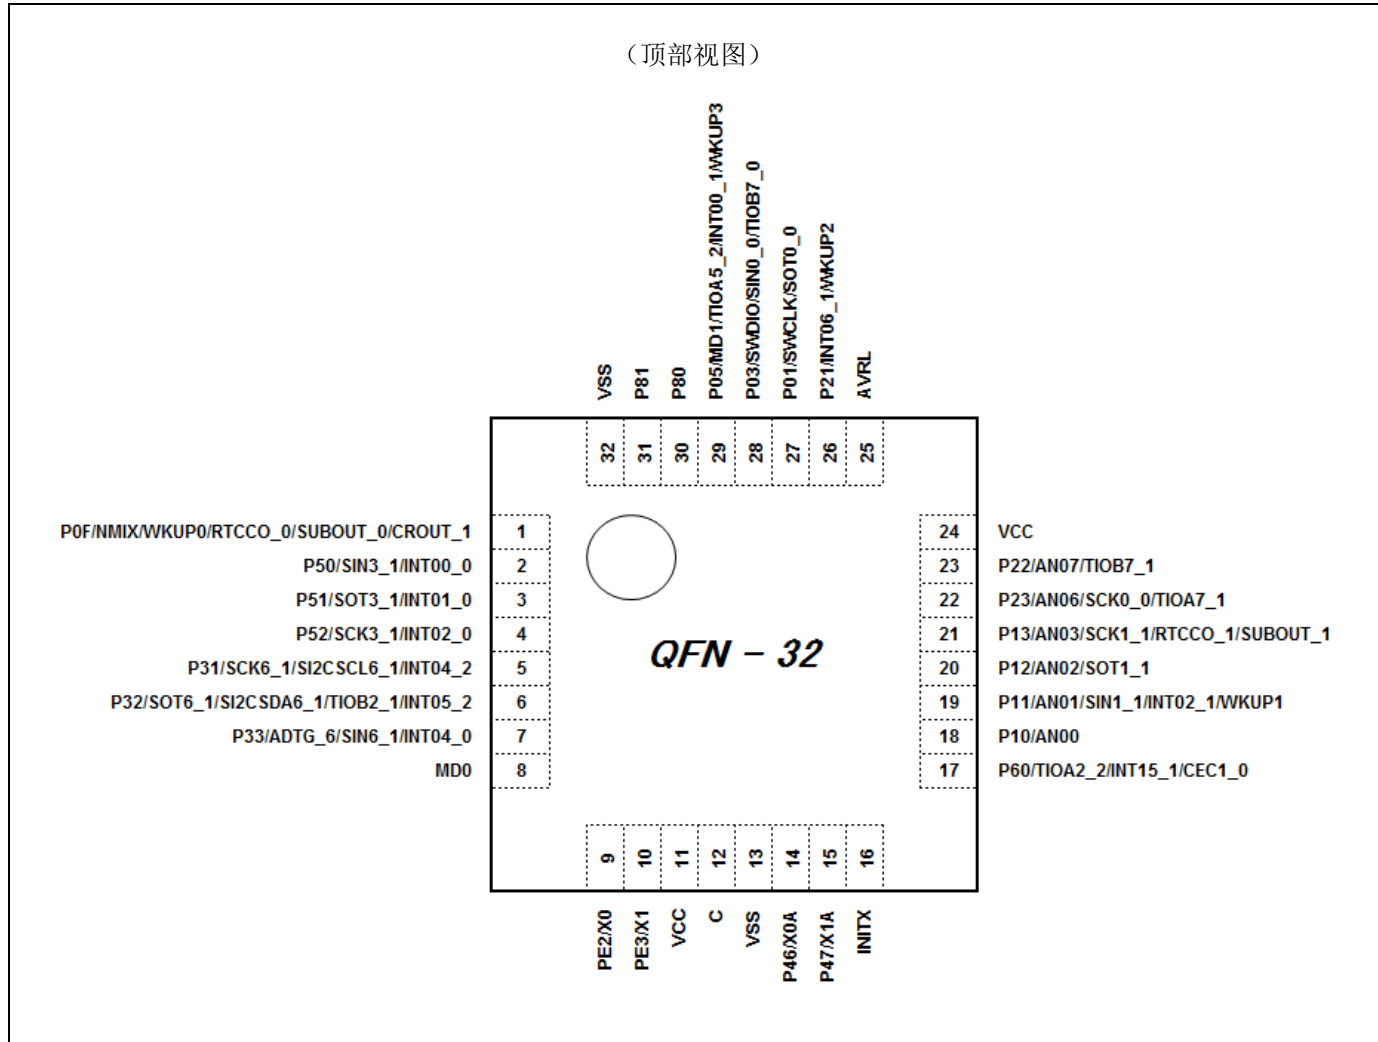 （顶部视图）
P05/MD1/TIOA5_2/INT00_1/WKUP3
P03/SWDIO/SIN0_0/TIOB7_0
P01/SWCLK/SOT0_0
P21/INT06_1/WKUP2
VSS
P81
P80
AVRL
32
31
30
29
28
27
26
25
P0F/NMIX/WKUP0/RTCCO_0/SUBOUT_0/CROUT_1 1
P50/SIN3_1/INT00_0 2
P51/SOT3_1/INT01_0 3
P52/SCK3_1/INT02_0 4
P31/SCK6_1/SI2CSCL6_1/INT04_2 5
P32/SOT6_1/SI2CSDA6_1/TIOB2_1/INT05_2 6
P33/ADTG_6/SIN6_1/INT04_0 7
MD0 8
QFN - 32
24 VCC
23 P22/AN07/TIOB7_1
22 P23/AN06/SCK0_0/TIOA7_1
21 P13/AN03/SCK1_1/RTCCO_1/SUBOUT_1
20 P12/AN02/SOT1_1
19 P11/AN01/SIN1_1/INT02_1/WKUP1
18 P10/AN00
17 P60/TIOA2_2/INT15_1/CEC1_0
9
10
11
12
13
14
15
16
PE2/X0
PE3/X1
VCC
C
VSS
P46/X0A
P47/X1A
INITX